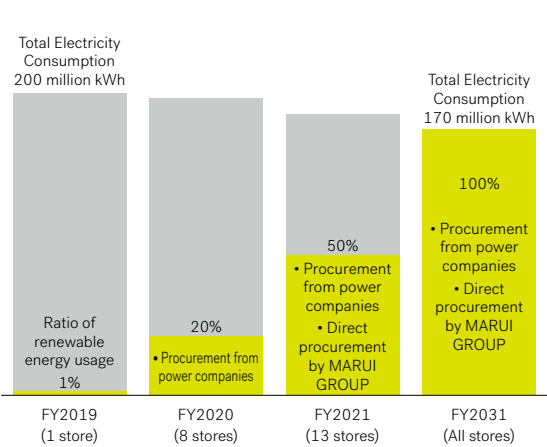 Total Electricity
Consumption
200 million kWh
Ratio of
renewable
energy usage
1%
FY2019
(1 store)
20%
• Procurement from
power companies
FY2020
(8 stores)
50%
• Procurement
from power
companies
• Direct
procurement
by MARUI
GROUP
FY2021
(13 stores)
Total Electricity
Consumption
170 million kWh
100%
• Procurement
from power
companies
• Direct
procurement
by MARUI
GROUP
FY2031
(All stores)